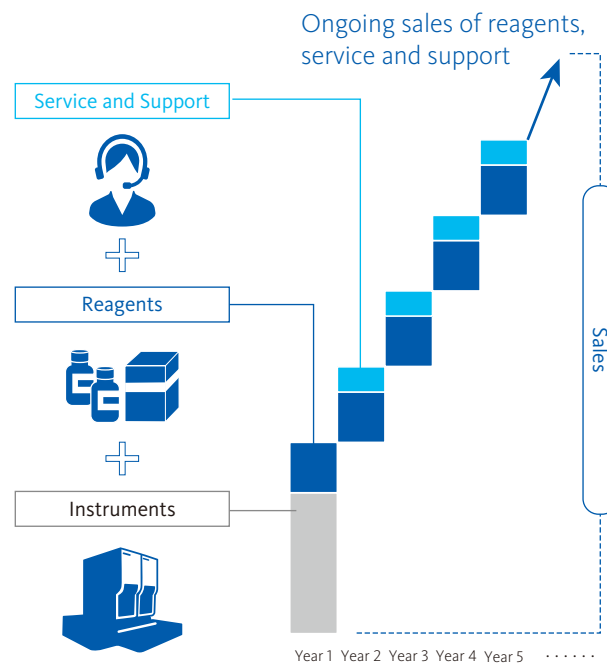 Ongoing sales of reagents,
service and support
Service and Support
Reagents
Instruments
Sales
Year 1 Year 2 Year 3 Year 4 Year 5 ······